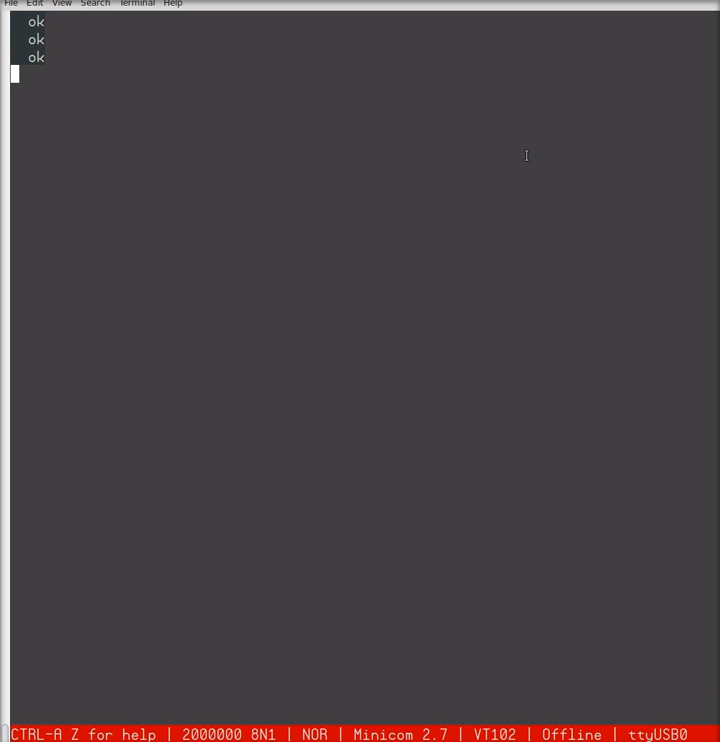 File Edit View Search Terminal Help
ok
ok
ok
CTRL-A Z for help | 2000000 8N1 | NOR | Minicom 2.7 | VT102 | Offline | ttyUSB0